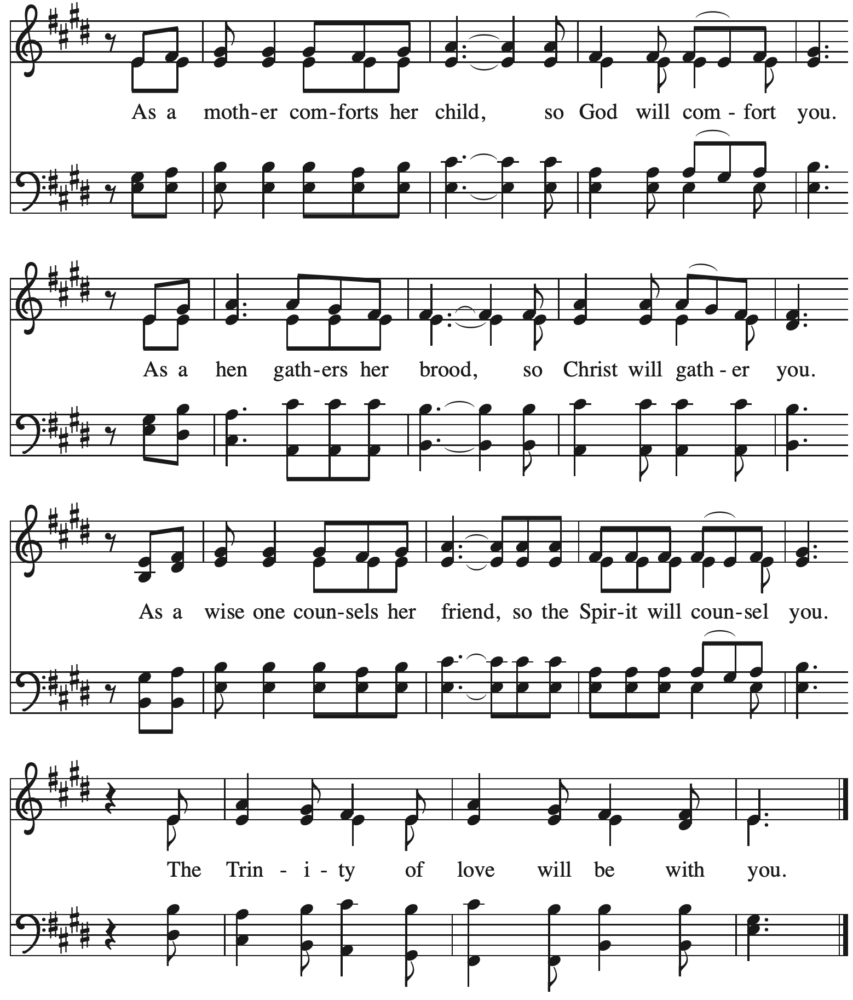 As a moth-er com-forts her child, so God will com - fort you.
As a hen gath-ers her brood, so Christ will gath - er you.
As a wise one coun-sels her friend, so the Spir-it will coun-sel you.
The Trin - i - ty of love will be with you.